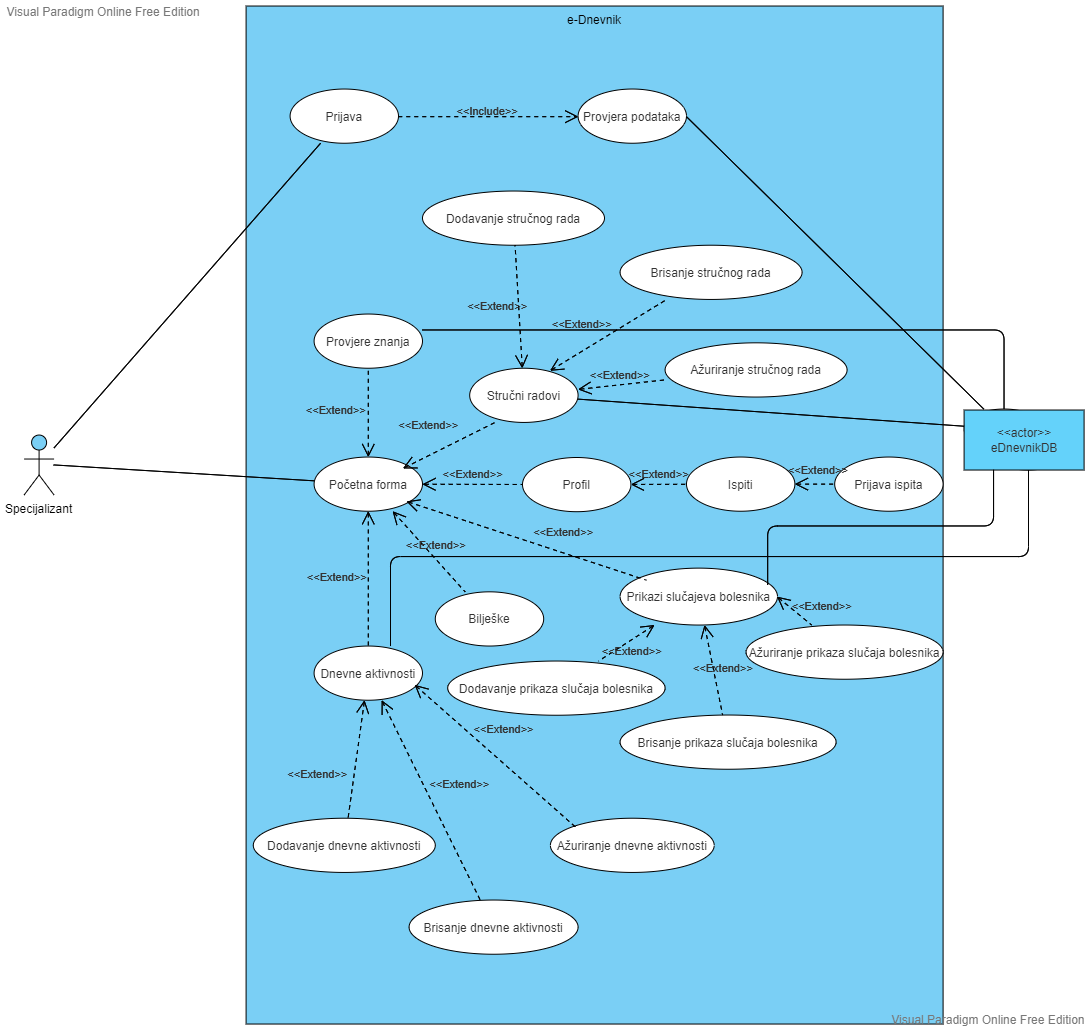 Visual Paradigm Online Free Edition
e-Dnevnik
Prijava
<<Include>>
Provjera podataka
Dodavanje stručnog rada
Brisanje stručnog rada
<<Extend>>
<<Extend>>
Provjere znanja
Ažuriranje stručnog rada
<<Extend>>
Stručni radovi
<<Extend>>
<<Extend>>
<<actor>>
eDnevnikDB
Specijalizant
Početna forma
<<Extend>>
Profil
<<Extend>>
Ispiti
<<Extend>>
Prijava ispita
<<Extend>>
<<Extend>>
<<Extend>>
Prikazi slučajeva bolesnika
<<Extend>>
Bilješke
<<Extend>>
Ažuriranje prikaza slučaja bolesnika
<<Extend>>
Dnevne aktivnosti
Dodavanje prikaza slučaja bolesnika
<<Extend>>
Brisanje prikaza slučaja bolesnika
<<Extend>>
<<Extend>>
Dodavanje dnevne aktivnosti
Ažuriranje dnevne aktivnosti
Brisanje dnevne aktivnosti
Visual Paradigm Online Free Edition